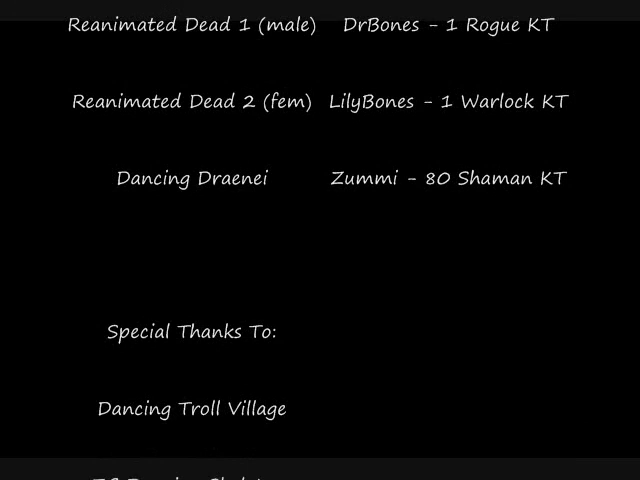 Reanimated Dead 1 (male) DrBones - 1 Rogue KT
Reanimated Dead 2 (fem) LilyBones - 1 Warlock KT
Dancing Draenei Zummi - 80 Shaman KT
Special Thanks To:
Dancing Troll Village